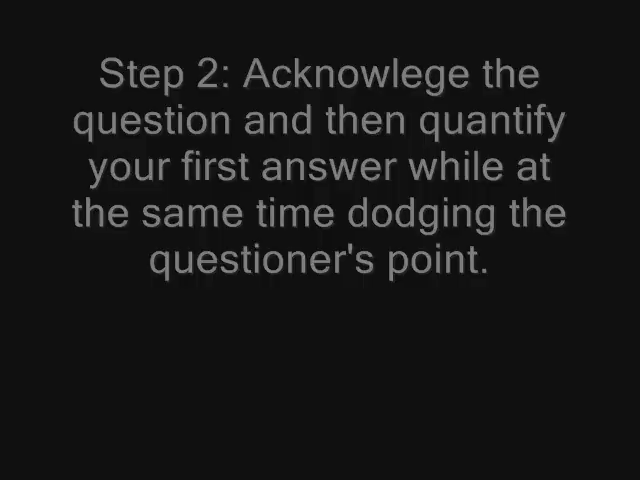 Step 2: Acknowlege the
question and then quantify
your first answer while at
the same time dodging the
questioner's point.